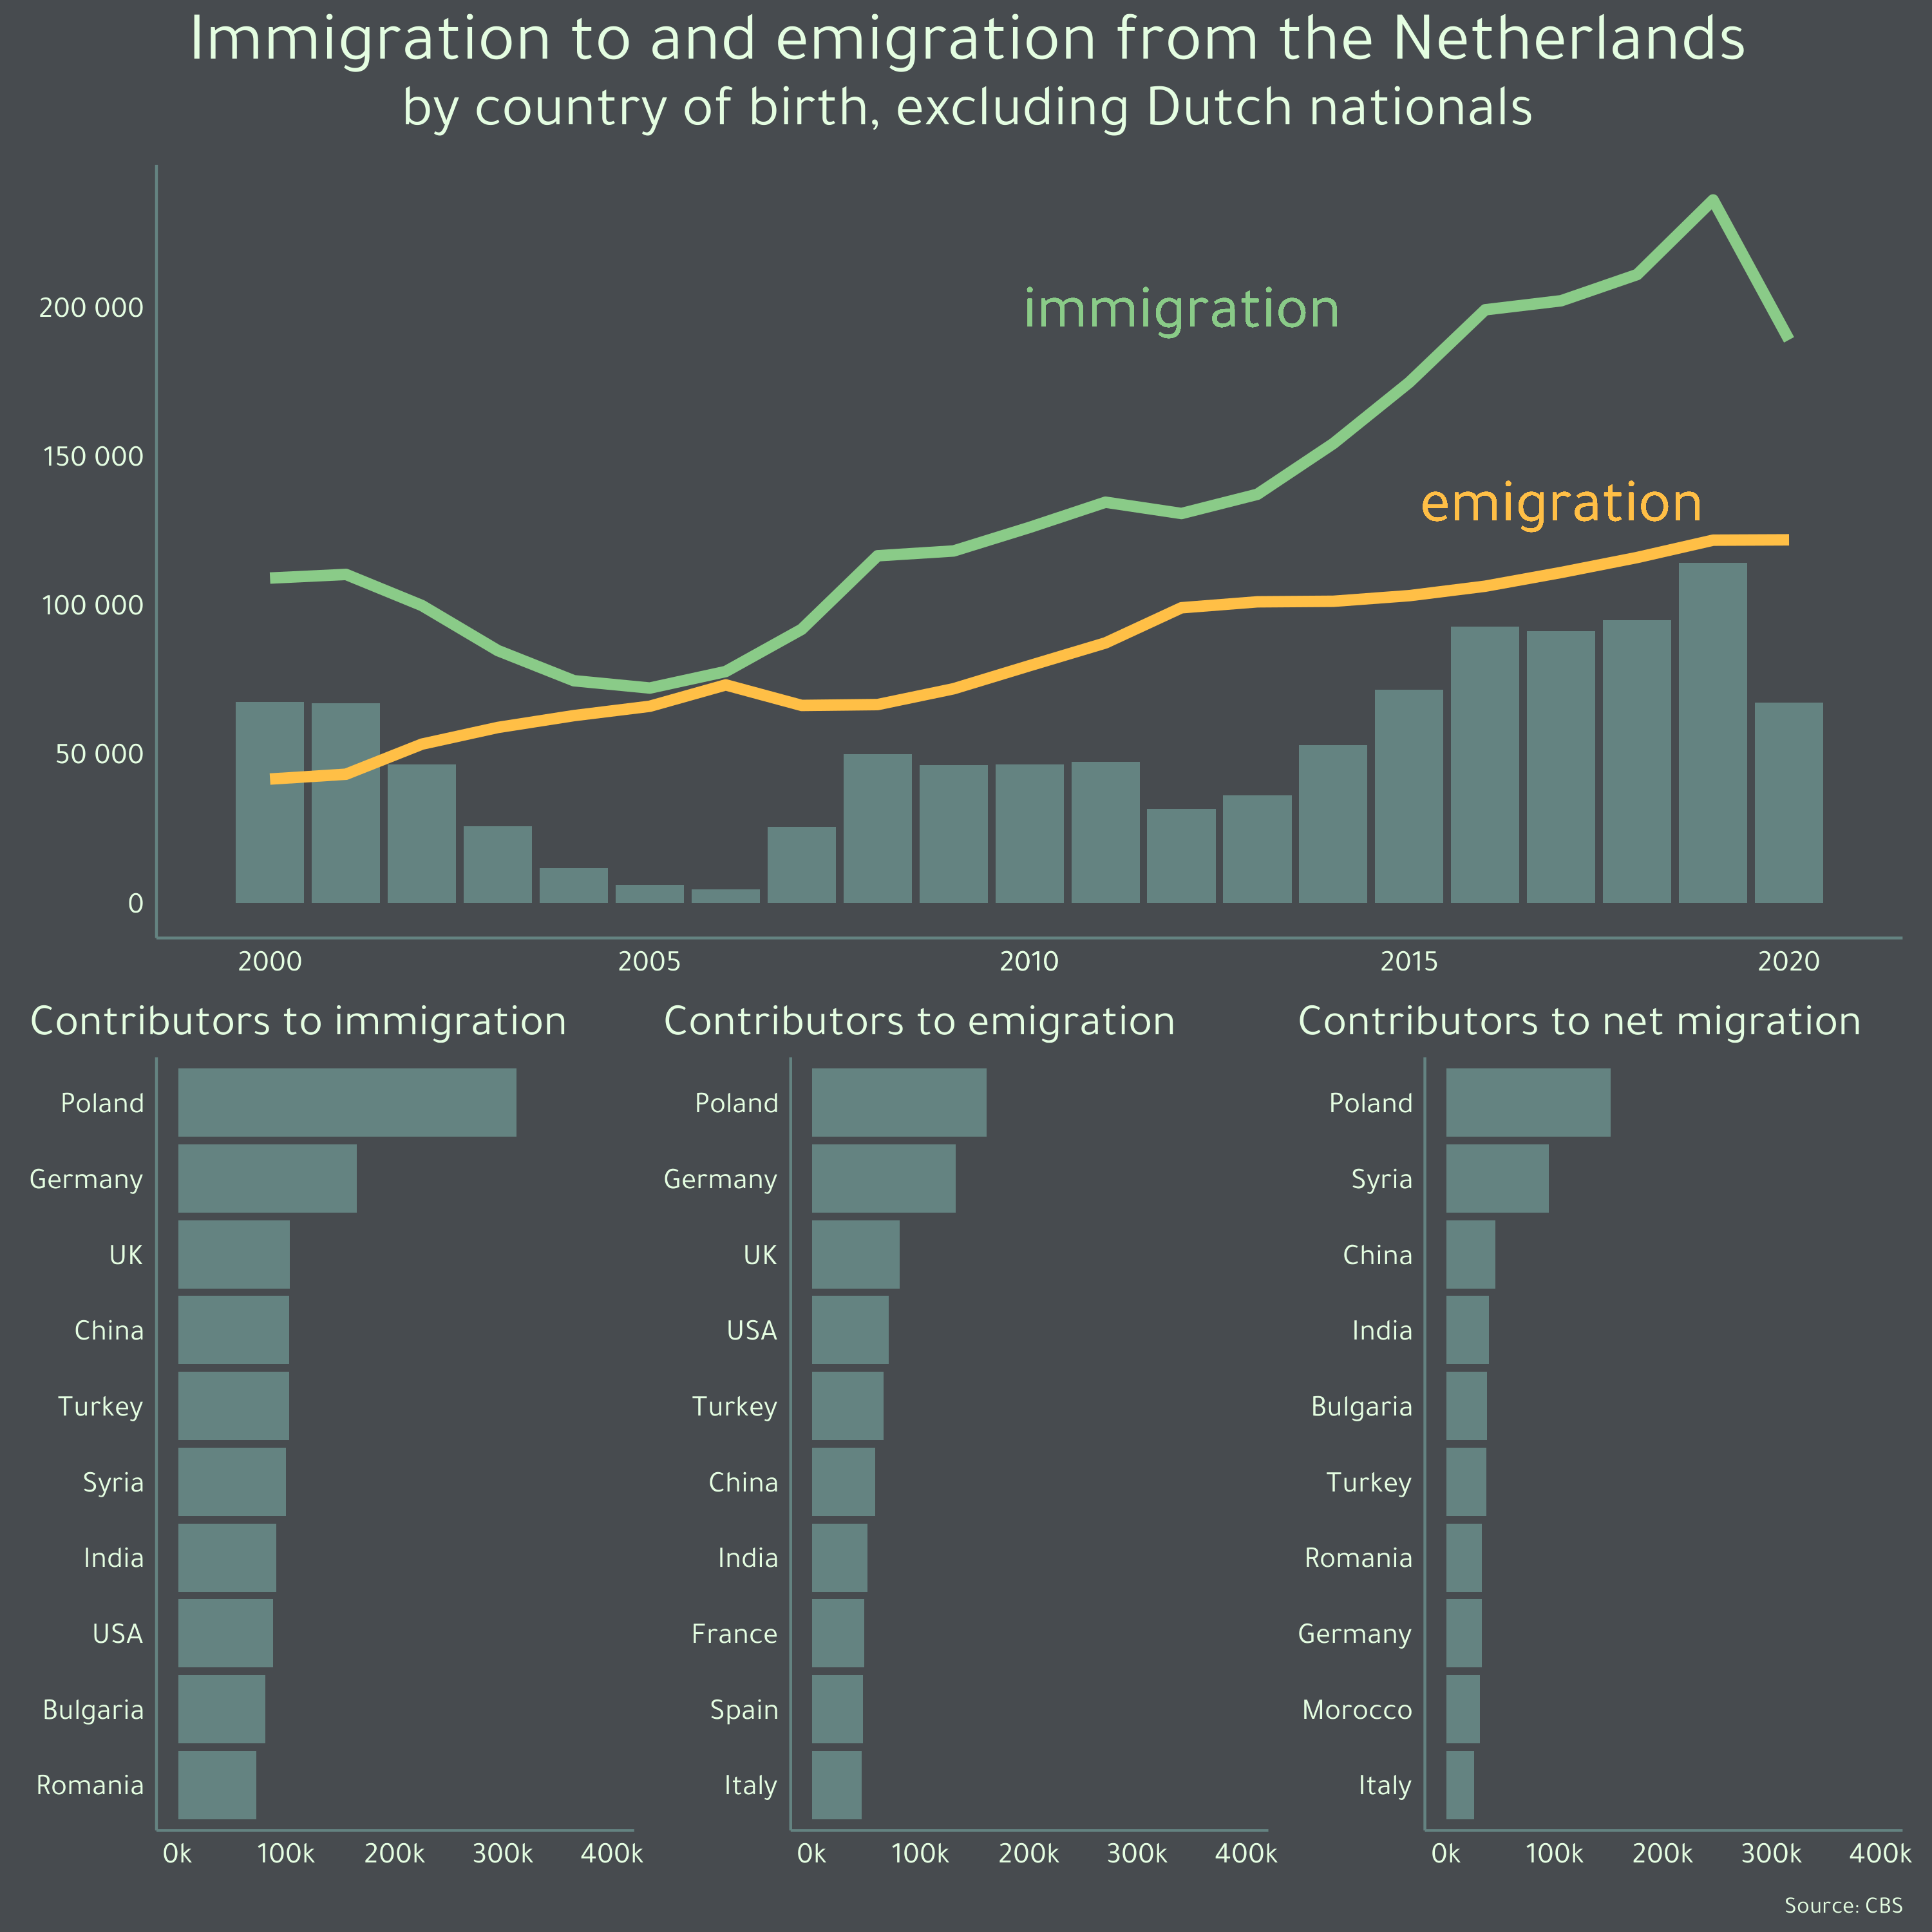 Immigration to and emigration from the Netherlands
by country of birth, excluding Dutch nationals
immigration
emigration
200 000
150 000
100 000
50 000
0
2000 2005 2010 2015 2020
Contributors to immigration
Poland
Germany
UK
China
Turkey
Syria
India
USA
Bulgaria
Romania
0k 100k 200k 300k 400k
Contributors to emigration
Poland
Germany
UK
USA
Turkey
China
India
France
Spain
Italy
0k 100k 200k 300k 400k
Contributors to net migration
Poland
Syria
China
India
Bulgaria
Turkey
Romania
Germany
Morocco
Italy
0k 100k 200k 300k 400k
Source: CBS